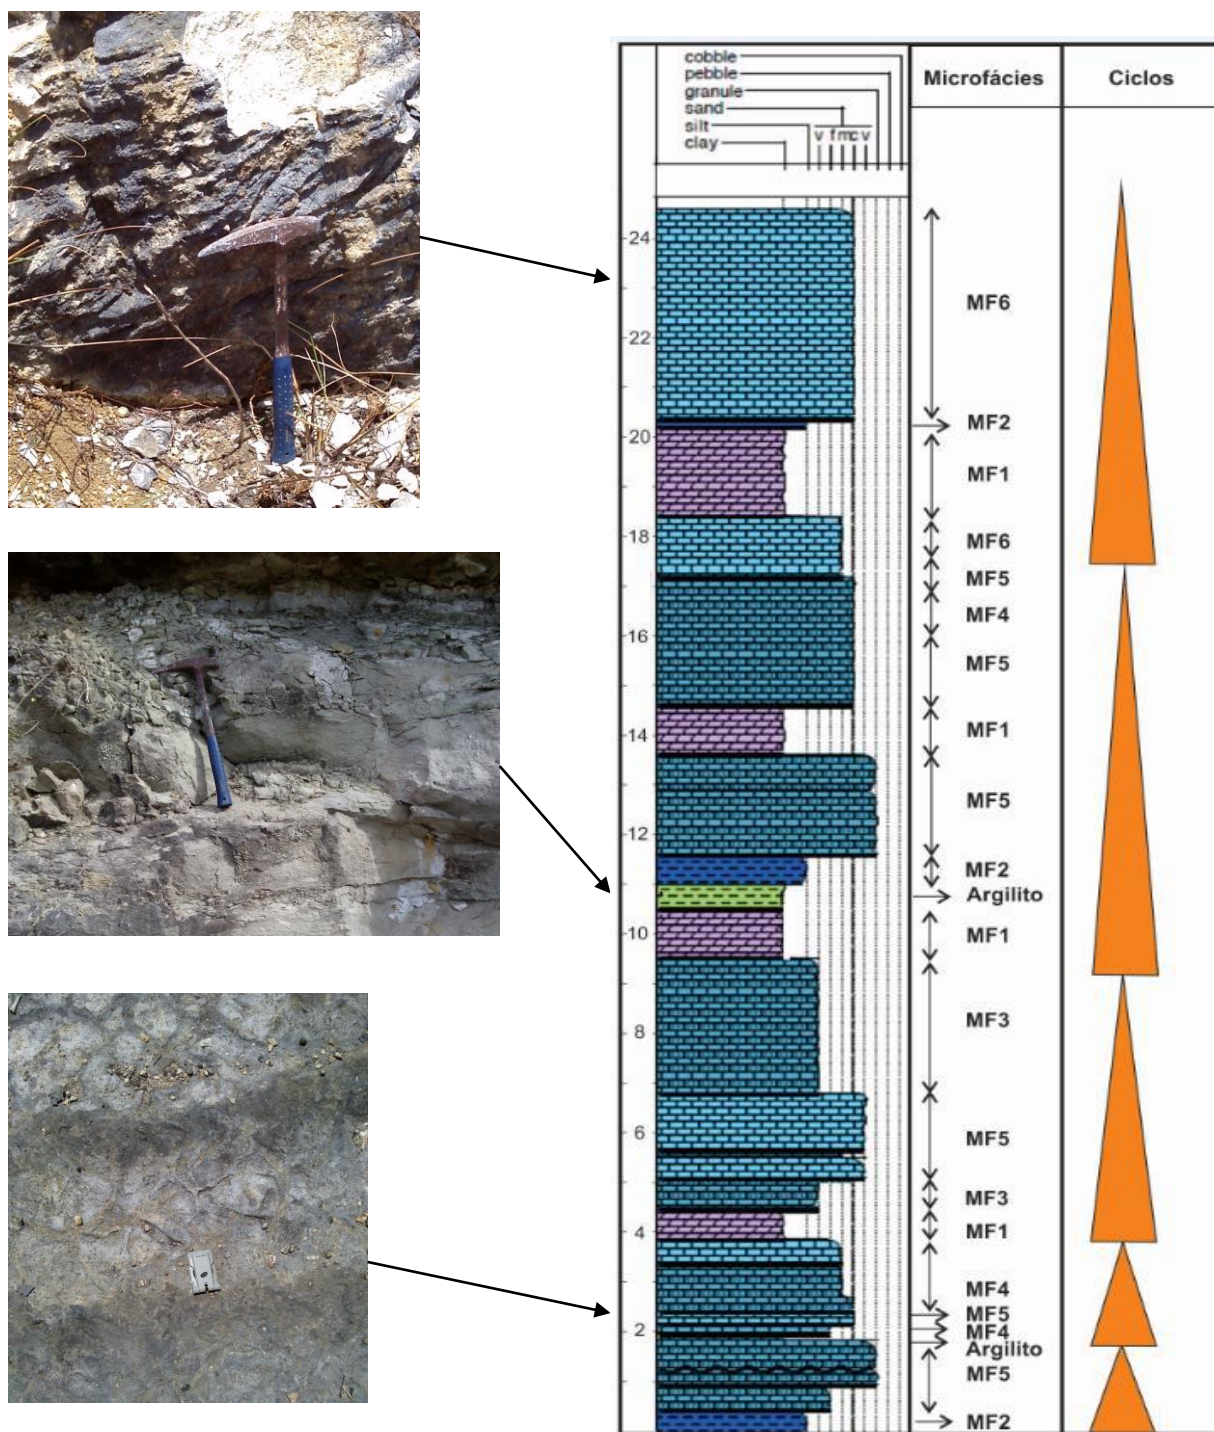 cobble
pebble
granule
sand
silt
clay
v f m c v
Microfácies
Ciclos
24
22
20
18
16
14
12
10
8
6
4
2
MF6
MF2
MF1
MF6
MF5
MF4
MF5
MF1
MF5
MF2
Argilito
MF1
MF3
MF5
MF3
MF1
MF4
MF5
MF4
Argilito
MF5
MF2